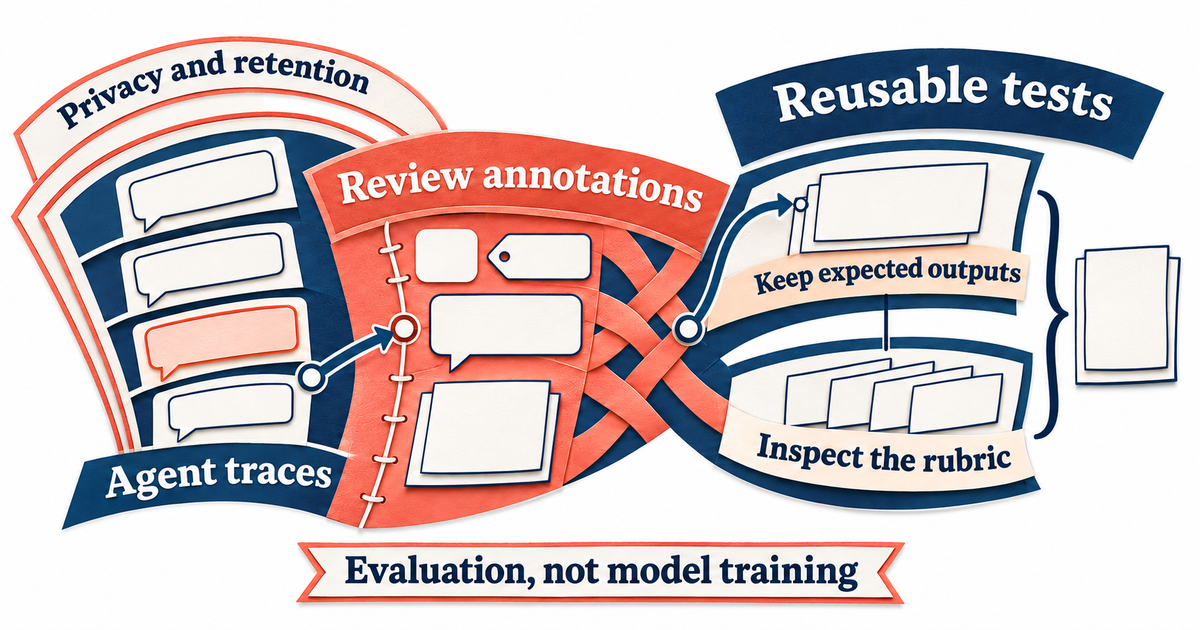 Privacy and retention
Agent traces
Review annotations
Reusable tests
Keep expected outputs
Inspect the rubric
Evaluation, not model training